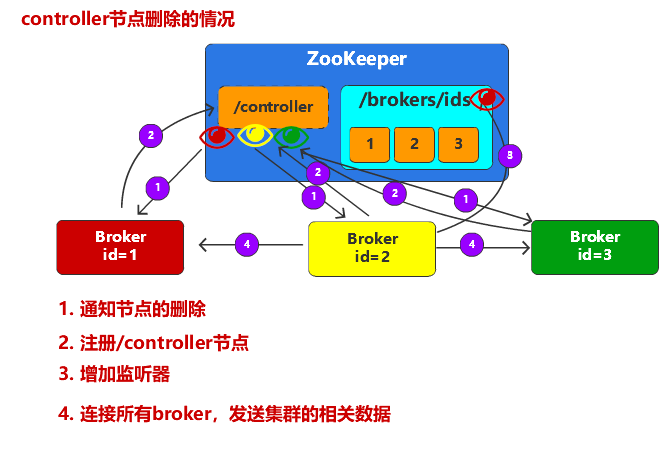 controller节点删除的情况
ZooKeeper
/controller
/brokers/ids
1
2
3
2
1
1
2
2
1
3
4
4
Broker
id=1
Broker
id=2
Broker
id=3
1. 通知节点的删除
2. 注册/controller节点
3. 增加监听器
4. 连接所有broker，发送集群的相关数据